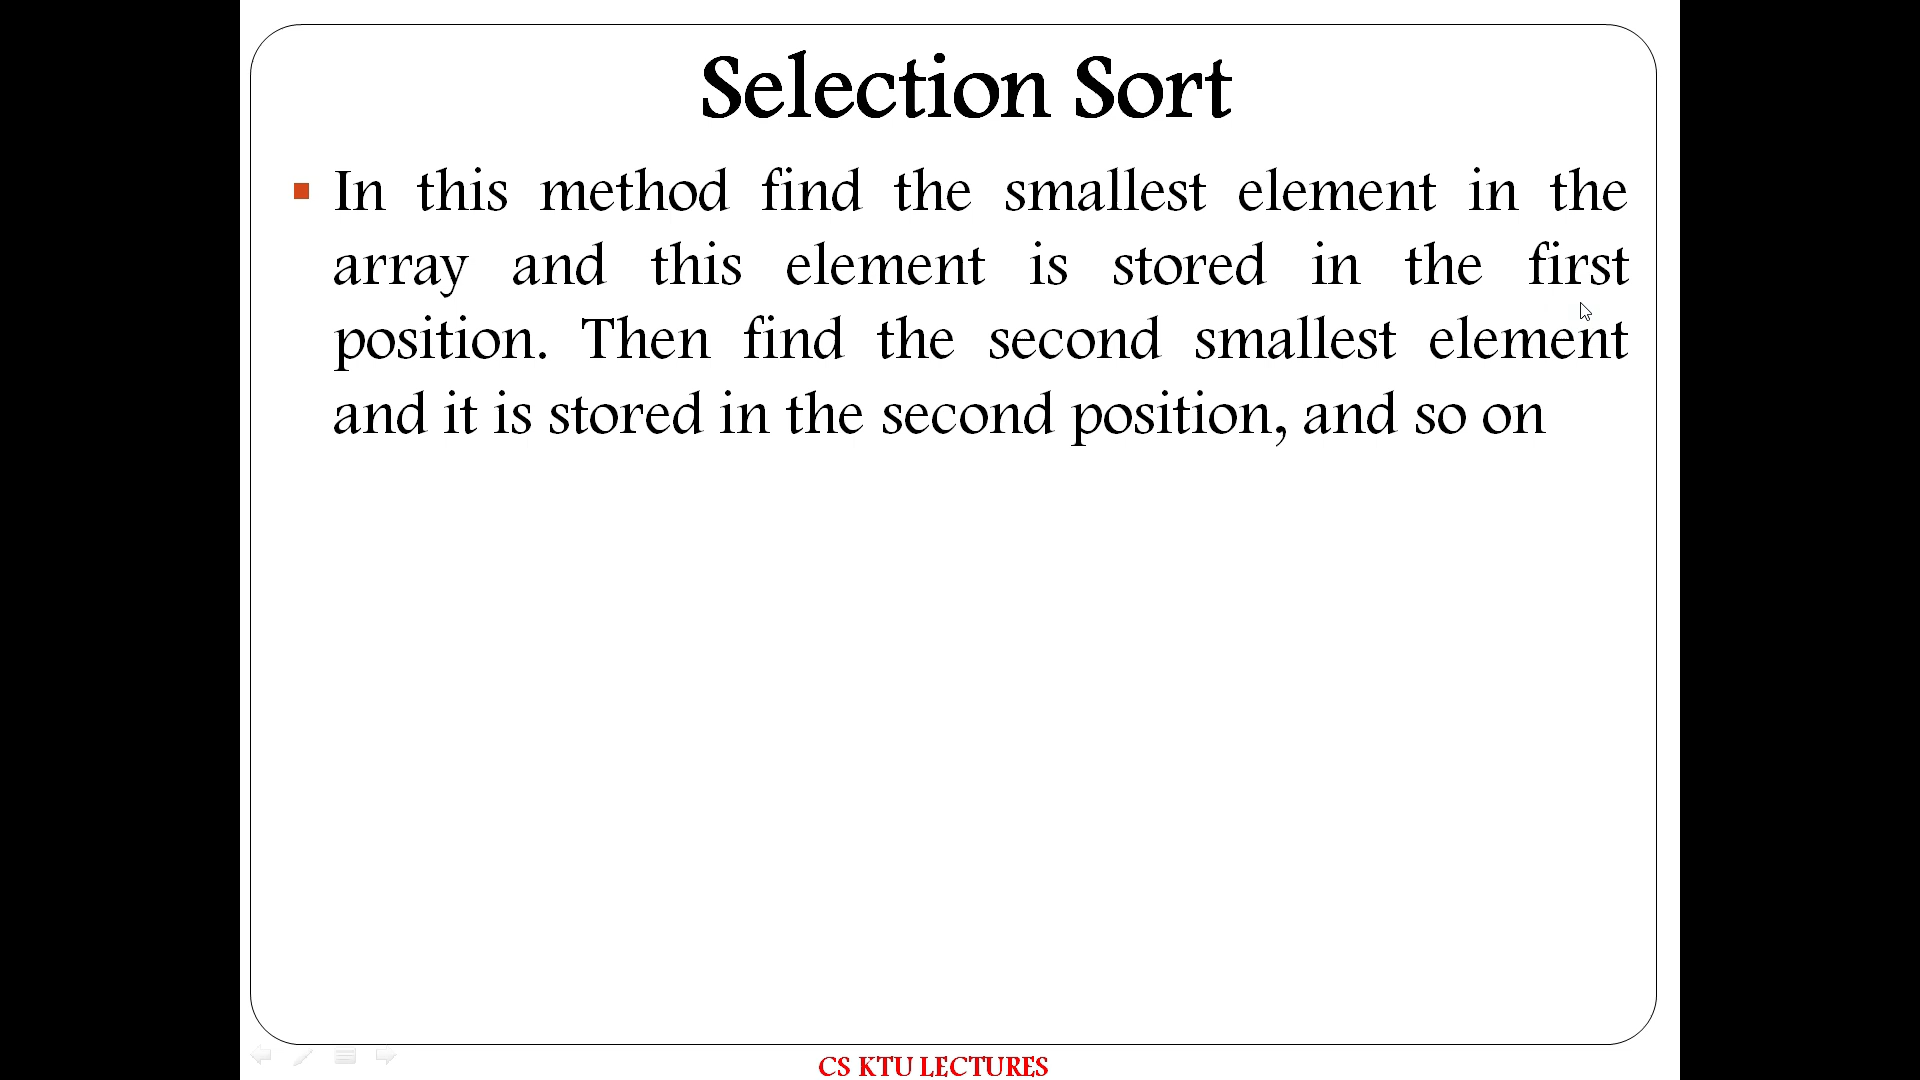 Selection Sort
In this method find the smallest element in the
array and this element is stored in the first
position. Then find the second smallest element
and it is stored in the second position, and so on
CS KTU LECTURES